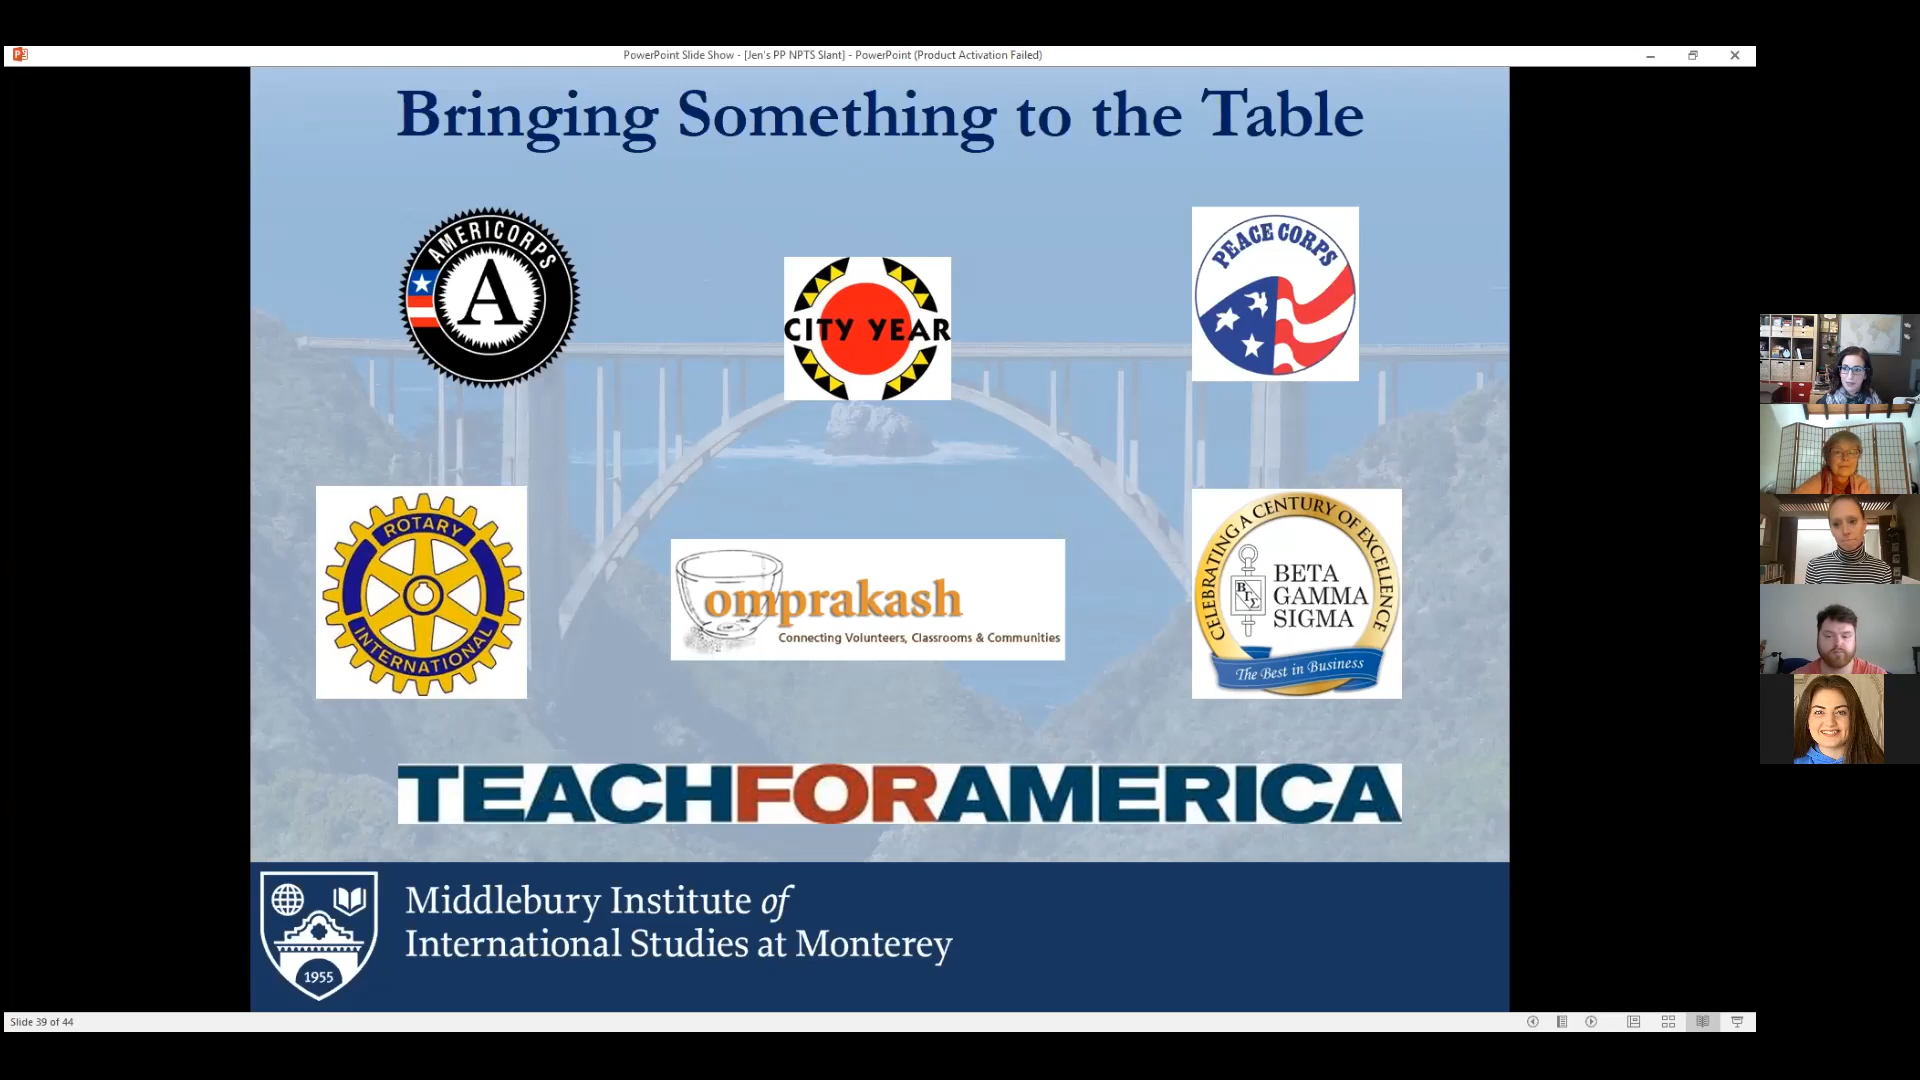 PowerPoint Slide Show - [Jen's PP NPTS Slant] - PowerPoint (Product Activation Failed)
Bringing Something to the Table
AMERICORPS
A
CITY YEAR
PEACE CORPS
ROTARY
INTERNATIONAL
omprakash
Connecting Volunteers, Classrooms & Communities
CELEBRATING A CENTURY OF EXCELLENCE
ΒΓΣ
BETA
GAMMA
SIGMA
The Best in Business
TEACHFORAMERICA
1955
Middlebury Institute of
International Studies at Monterey
Slide 39 of 44